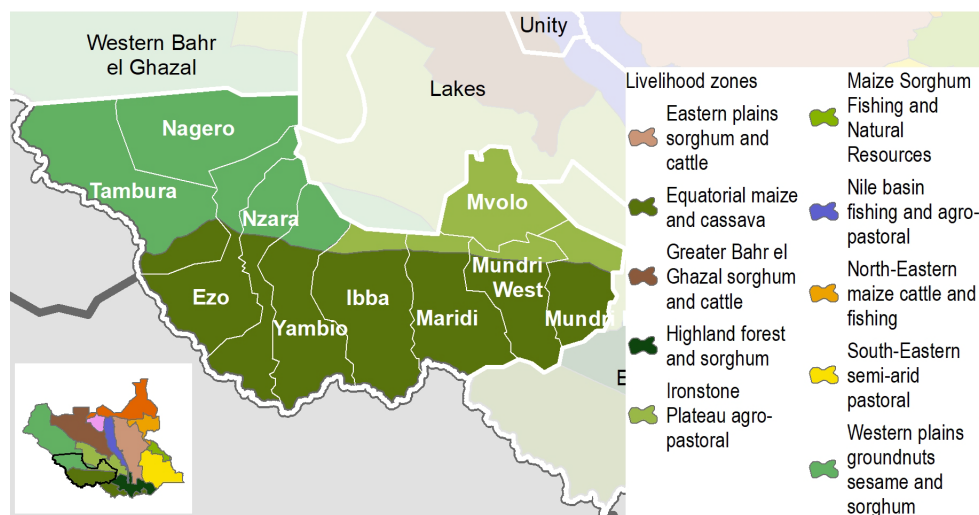 Western Bahr
el Ghazal
Unity
Lakes
Nagero
Tambura
Nzara
Mvolo
Ezo
Yambio
Ibba
Maridi
Mundri
West
Mundri
Livelihood zones
Eastern plains
sorghum and
cattle
Equatorial maize
and cassava
Greater Bahr el
Ghazal sorghum
and cattle
Highland forest
and sorghum
Ironstone
Plateau agro-
pastoral
Maize Sorghum
Fishing and
Natural
Resources
Nile basin
fishing and agro-
pastoral
North-Eastern
maize cattle and
fishing
South-Eastern
semi-arid
pastoral
Western plains
groundnuts
sesame and
sorghum